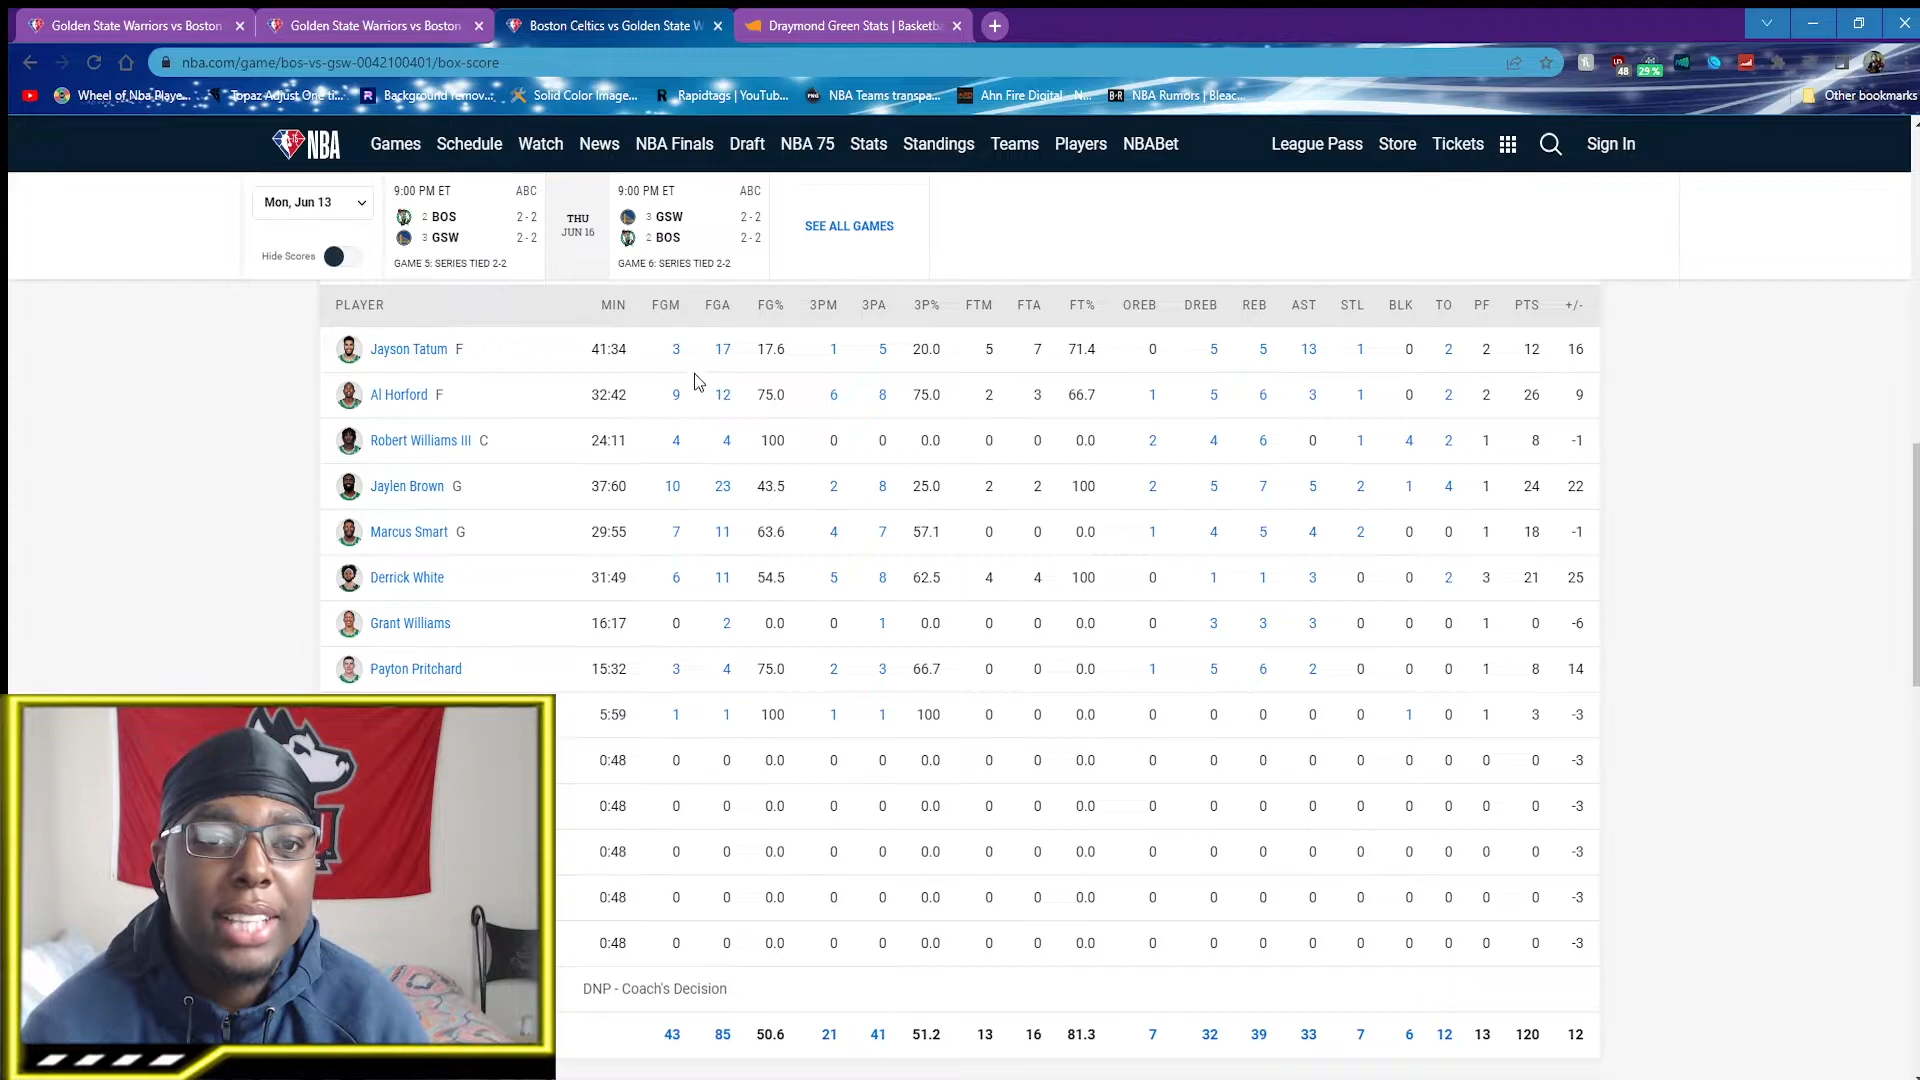 Golden State Warriors vs Boston
Golden State Warriors vs Boston
Boston Celtics vs Golden State W
Draymond Green Stats | Basketba
nba.com/game/bos-vs-gsw-0042100401/box-score
48
29 %
Wheel of Nba Playe...
Topaz Adjust One ti...
Background remov...
Solid Color Image...
Rapidtags | YouTub...
NBA Teams transpa...
Ahn Fire Digital - N...
B/R
NBA Rumors | Bleac...
Other bookmarks
NBA
Games Schedule Watch News NBA Finals Draft NBA 75 Stats Standings Teams Players NBABet League Pass Store Tickets Sign In
Mon, Jun 13
Hide Scores
9:00 PM ET ABC
2 BOS 2 - 2
3 GSW 2 - 2
GAME 5: SERIES TIED 2-2
THU
JUN 16
9:00 PM ET ABC
3 GSW 2 - 2
2 BOS 2 - 2
GAME 6: SERIES TIED 2-2
SEE ALL GAMES
PLAYER MIN FGM FGA FG% 3PM 3PA 3P% FTM FTA FT% OREB DREB REB AST STL BLK TO PF PTS +/-
Jayson Tatum F 41:34 3 17 17.6 1 5 20.0 5 7 71.4 0 5 5 13 1 0 2 2 12 16
Al Horford F 32:42 9 12 75.0 6 8 75.0 2 3 66.7 1 5 6 3 1 0 2 2 26 9
Robert Williams III C 24:11 4 4 100 0 0 0.0 0 0 0.0 2 4 6 0 1 4 2 1 8 -1
Jaylen Brown G 37:60 10 23 43.5 2 8 25.0 2 2 100 2 5 7 5 2 1 4 1 24 22
Marcus Smart G 29:55 7 11 63.6 4 7 57.1 0 0 0.0 1 4 5 4 2 0 0 1 18 -1
Derrick White 31:49 6 11 54.5 5 8 62.5 4 4 100 0 1 1 3 0 0 2 3 21 25
Grant Williams 16:17 0 2 0.0 0 1 0.0 0 0 0.0 0 3 3 3 0 0 0 1 0 -6
Payton Pritchard 15:32 3 4 75.0 2 3 66.7 0 0 0.0 1 5 6 2 0 0 0 1 8 14
5:59 1 1 100 1 1 100 0 0 0.0 0 0 0 0 0 1 0 1 3 -3
0:48 0 0 0.0 0 0 0.0 0 0 0.0 0 0 0 0 0 0 0 0 0 -3
0:48 0 0 0.0 0 0 0.0 0 0 0.0 0 0 0 0 0 0 0 0 0 -3
0:48 0 0 0.0 0 0 0.0 0 0 0.0 0 0 0 0 0 0 0 0 0 -3
0:48 0 0 0.0 0 0 0.0 0 0 0.0 0 0 0 0 0 0 0 0 0 -3
0:48 0 0 0.0 0 0 0.0 0 0 0.0 0 0 0 0 0 0 0 0 0 -3
DNP - Coach's Decision
43 85 50.6 21 41 51.2 13 16 81.3 7 32 39 33 7 6 12 13 120 12